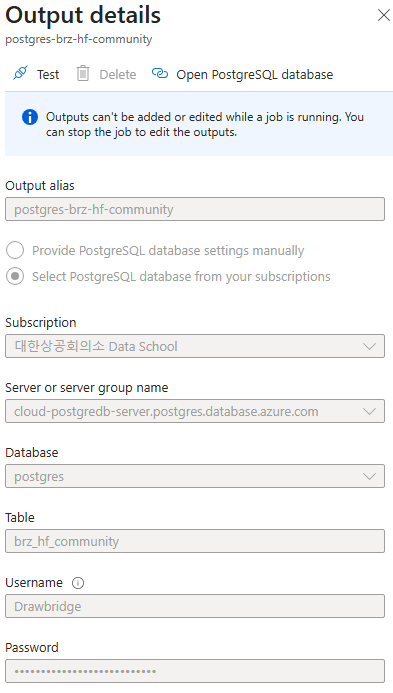 Output details
postgres-brz-hf-community
Test Delete Open PostgreSQL database
Outputs can't be added or edited while a job is running. You
can stop the job to edit the outputs.
Output alias
postgres-brz-hf-community
Provide PostgreSQL database settings manually
Select PostgreSQL database from your subscriptions
Subscription
대한상공회의소 Data School
Server or server group name
cloud-postgredb-server.postgres.database.azure.com
Database
postgres
Table
brz_hf_community
Username
Drawbridge
Password
••••••••••••••••••••••••••••